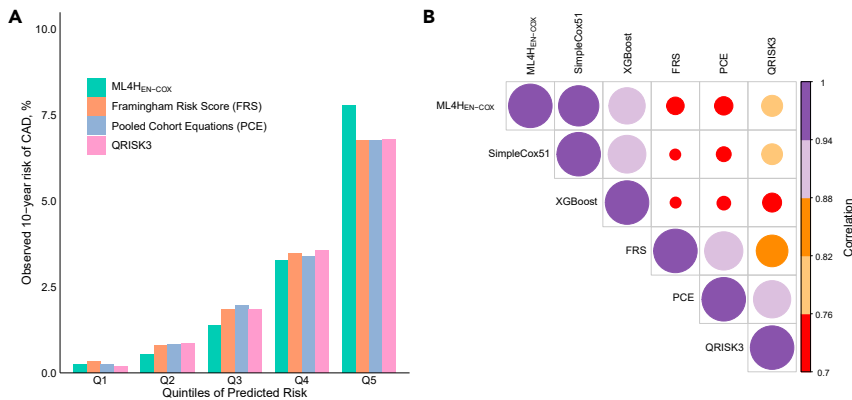 A
Observed 10−year risk of CAD, %
10.0
7.5
5.0
2.5
0.0
ML4H_EN−COX
Framingham Risk Score (FRS)
Pooled Cohort Equations (PCE)
QRISK3
Q1 Q2 Q3 Q4 Q5
Quintiles of Predicted Risk
B
ML4H_EN−COX
SimpleCox51
XGBoost
FRS
PCE
QRISK3
ML4H_EN−COX
SimpleCox51
XGBoost
FRS
PCE
QRISK3
1
0.94
0.88
0.82
0.76
0.7
Correlation